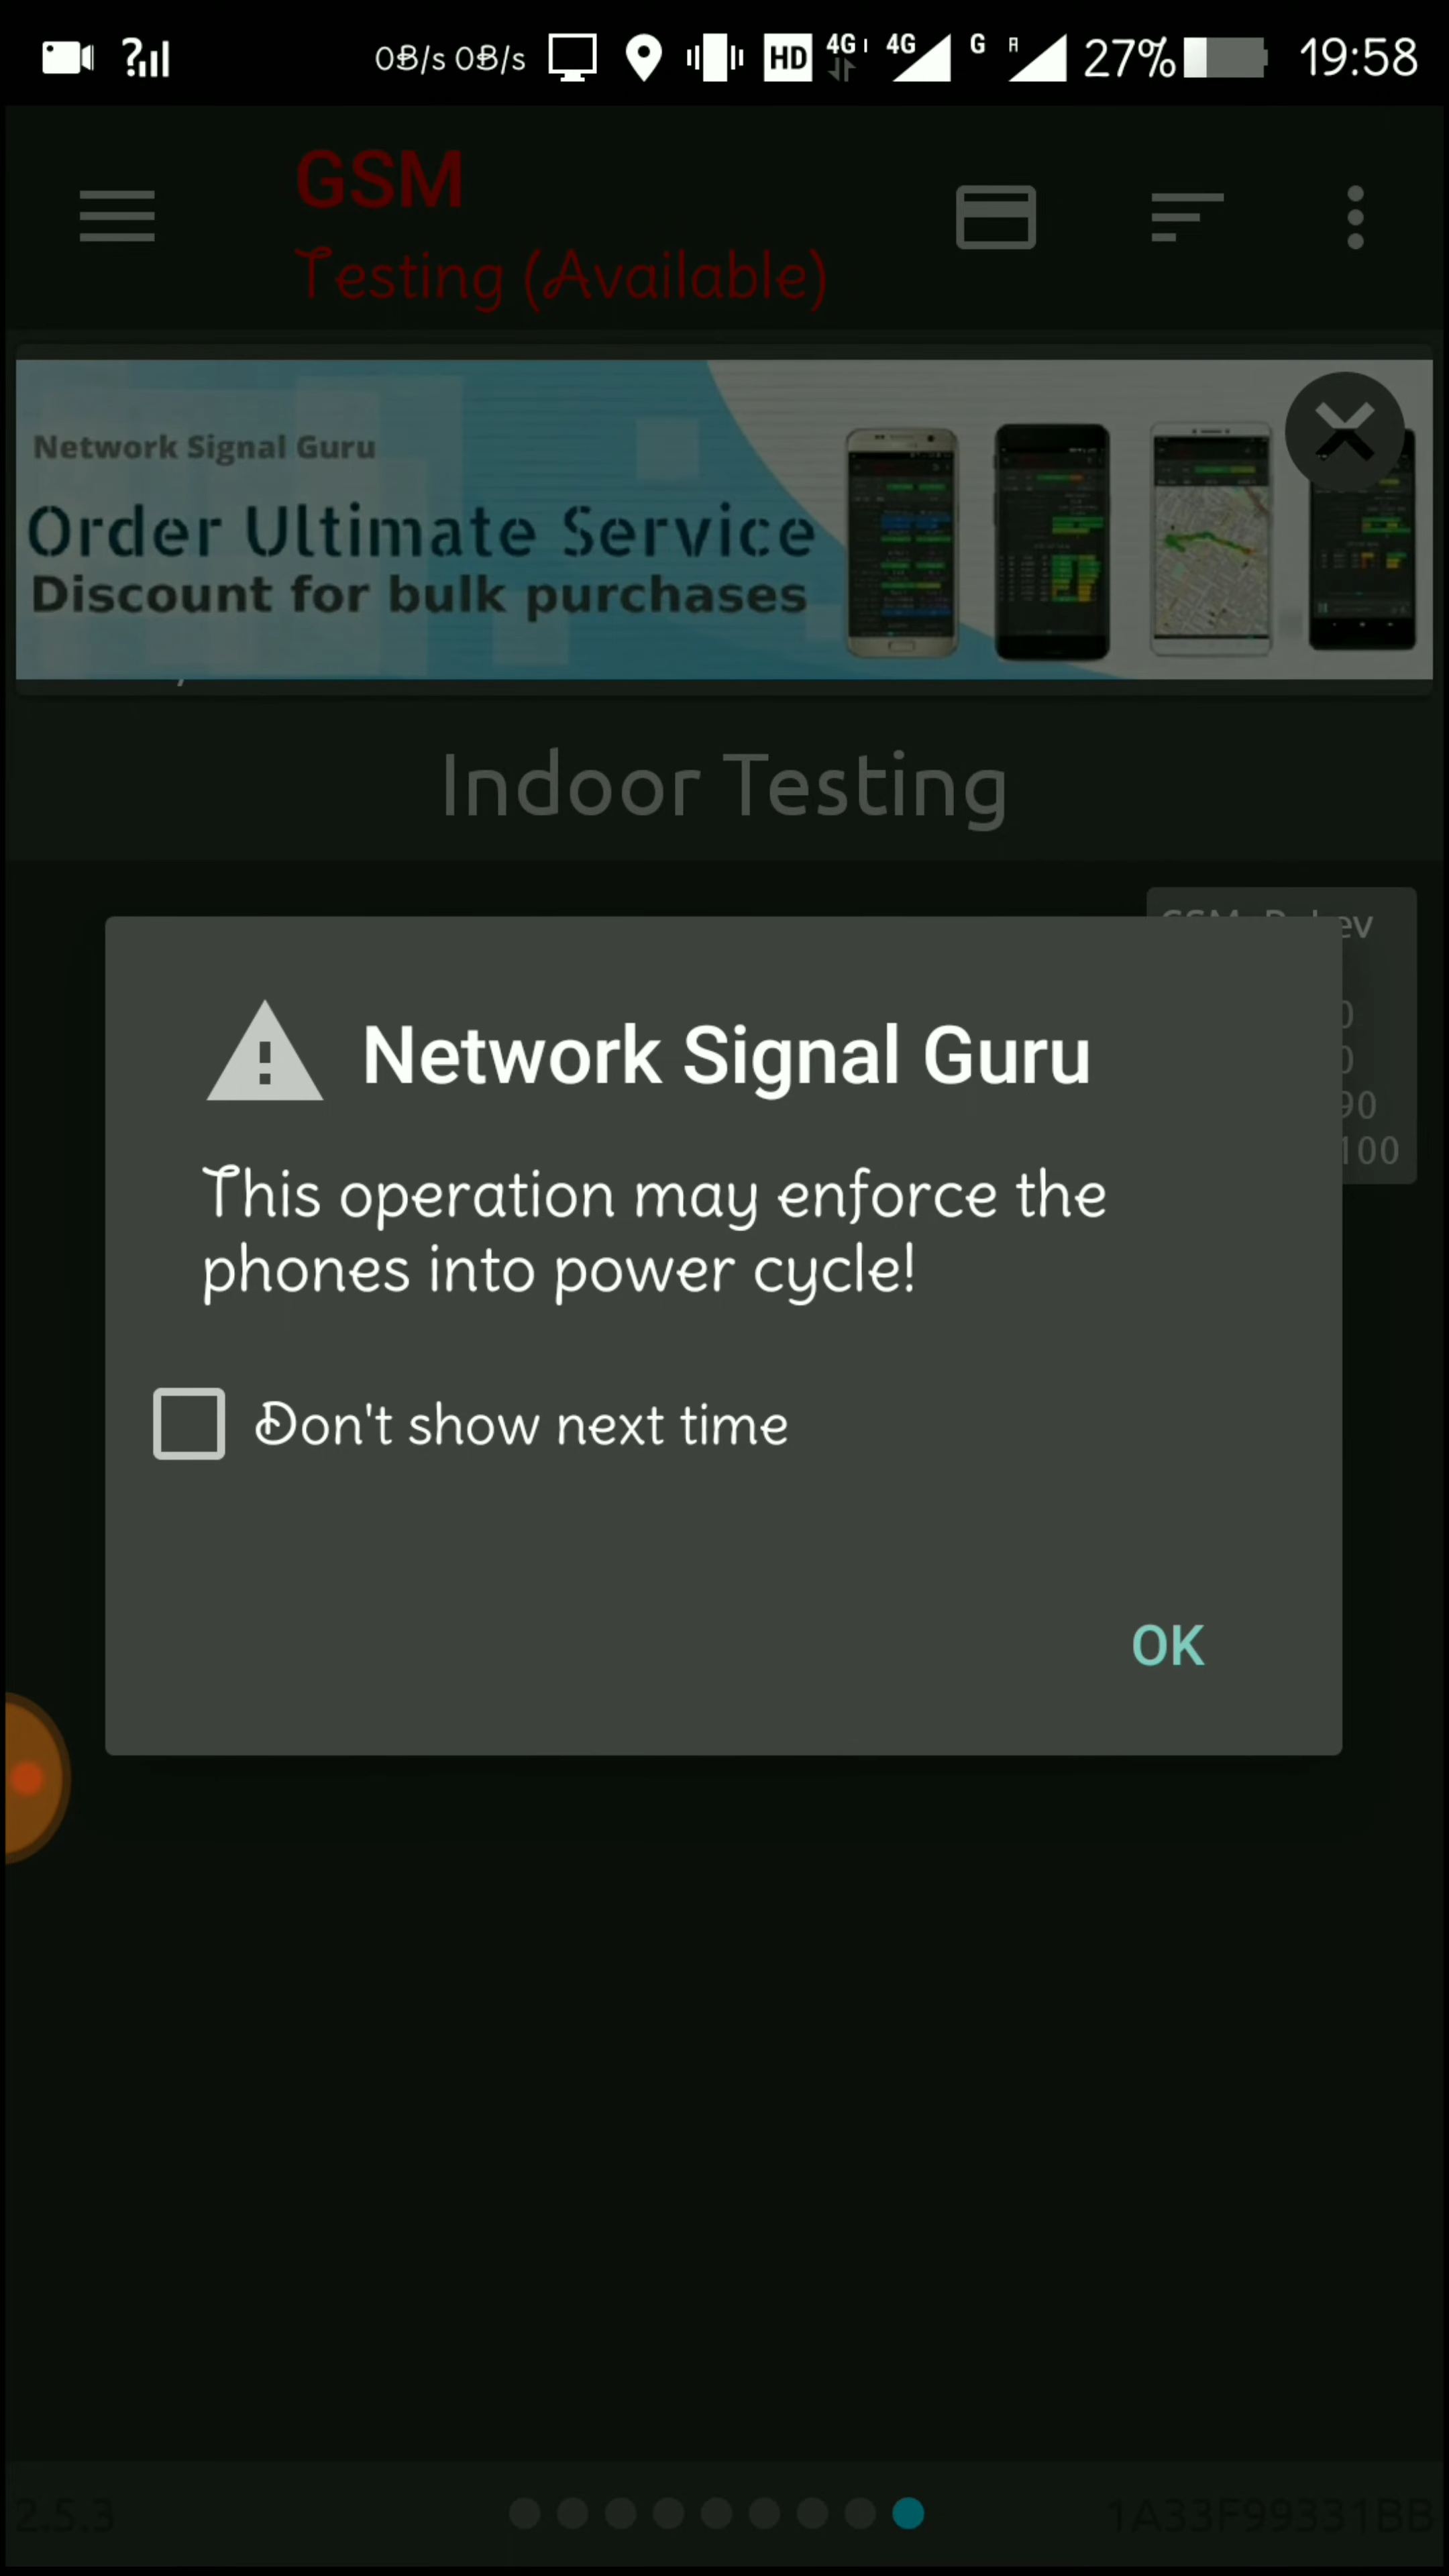 ?
0B/s 0B/s HD 4G 4G G R 27% 19:58
GSM
Testing (Available)
Network Signal Guru
Order Ultimate Service
Discount for bulk purchases
Indoor Testing
Network Signal Guru
This operation may enforce the
phones into power cycle!
Don't show next time
OK
2.5.3
1A33F99331BB